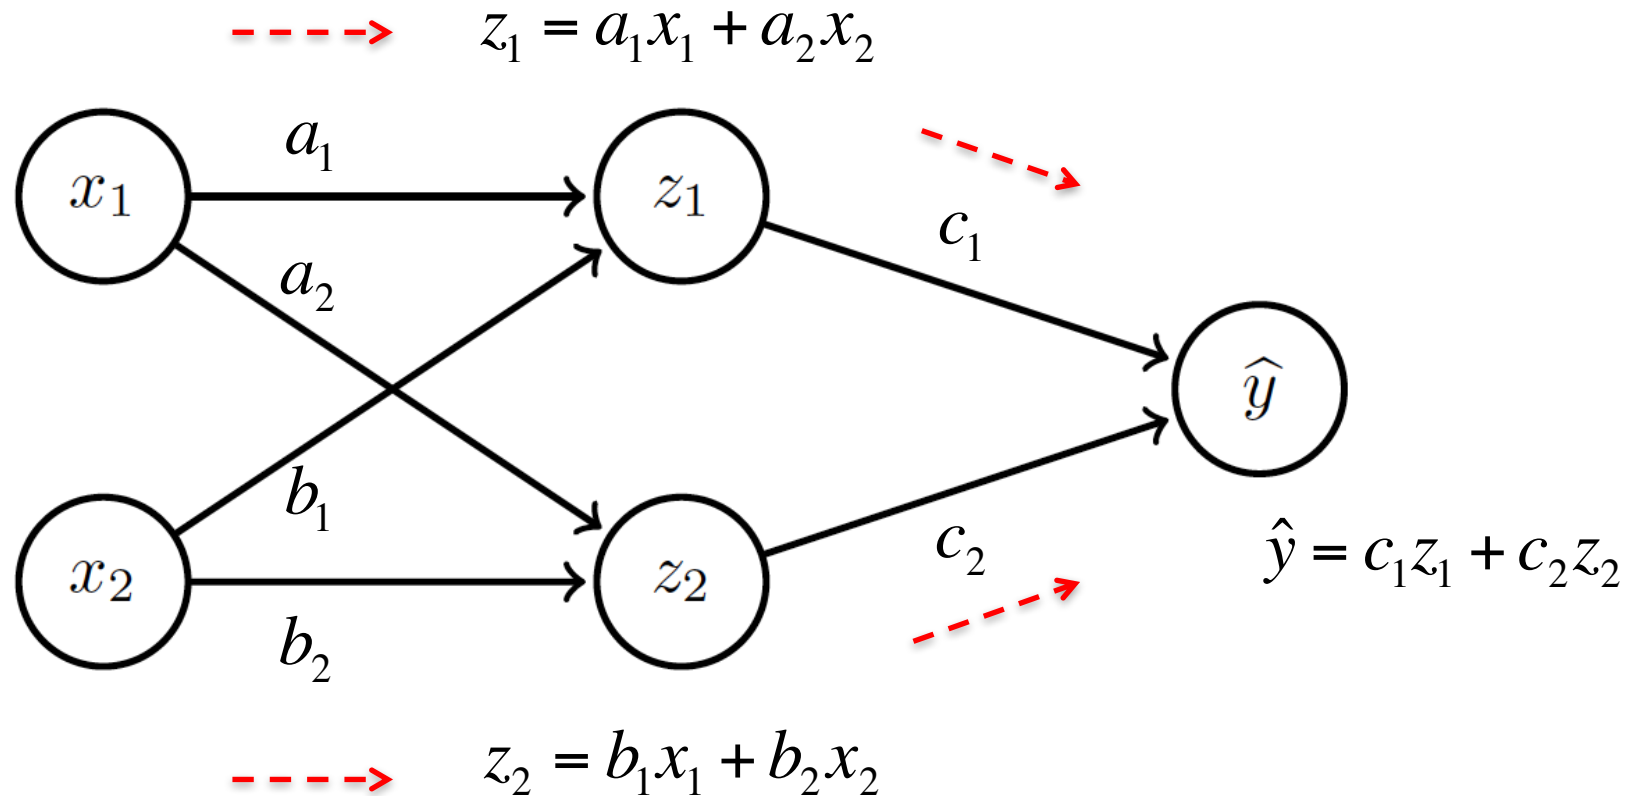 z₁ = a₁x₁ + a₂x₂
a₁
x₁
z₁
c₁
a₂
ŷ
b₁
x₂
z₂
c₂
ŷ = c₁z₁ + c₂z₂
b₂
z₂ = b₁x₁ + b₂x₂